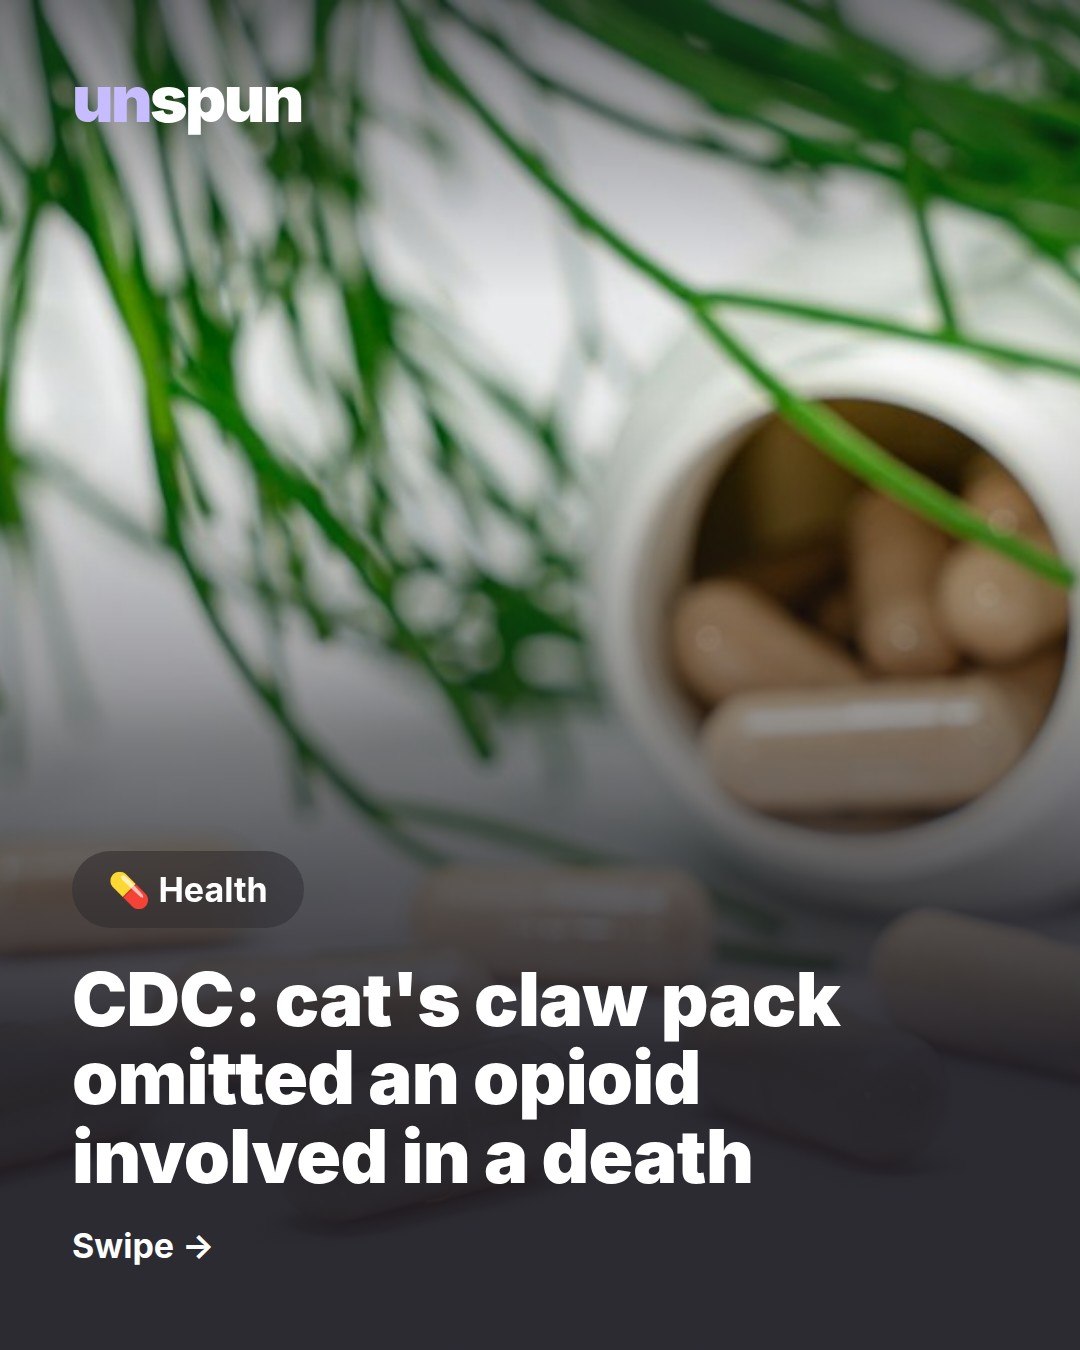 unspun
💊 Health
CDC: cat's claw pack
omitted an opioid
involved in a death
Swipe →